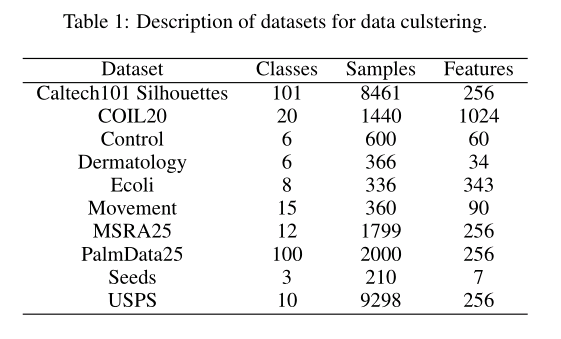 Table 1: Description of datasets for data culstering.
Dataset Classes Samples Features
Caltech101 Silhouettes 101 8461 256
COIL20 20 1440 1024
Control 6 600 60
Dermatology 6 366 34
Ecoli 8 336 343
Movement 15 360 90
MSRA25 12 1799 256
PalmData25 100 2000 256
Seeds 3 210 7
USPS 10 9298 256